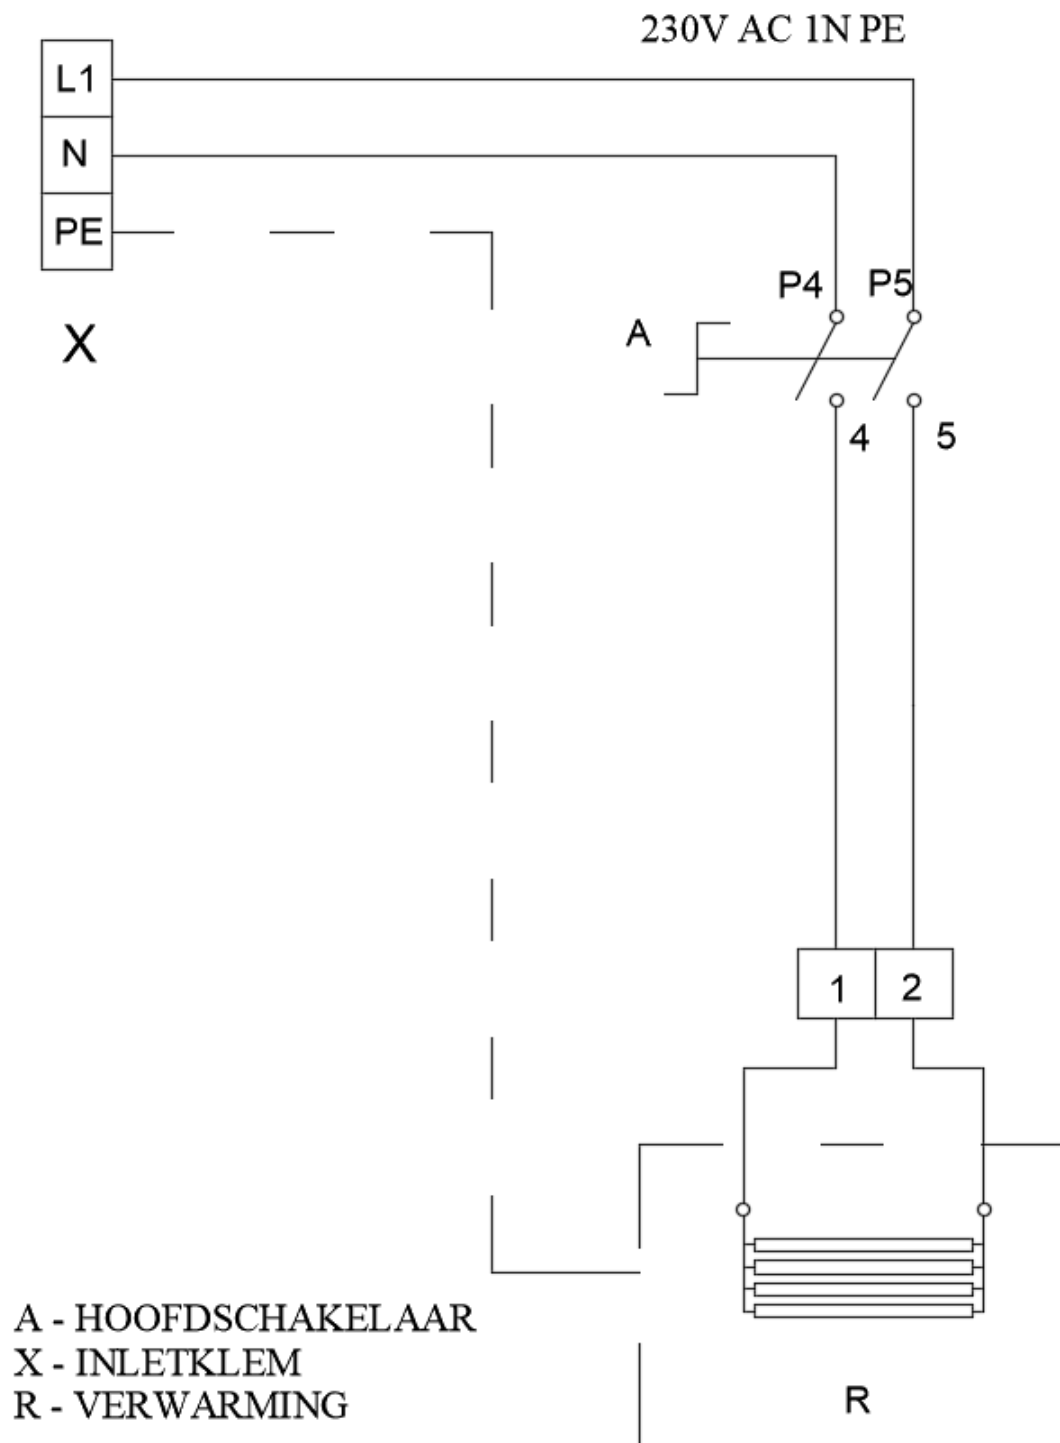 230V AC 1N PE
L1
N
PE
X
P4 P5
A
4 5
1 2
A - HOOFDSCHAKELAAR
X - INLETKLEM
R - VERWARMING
R